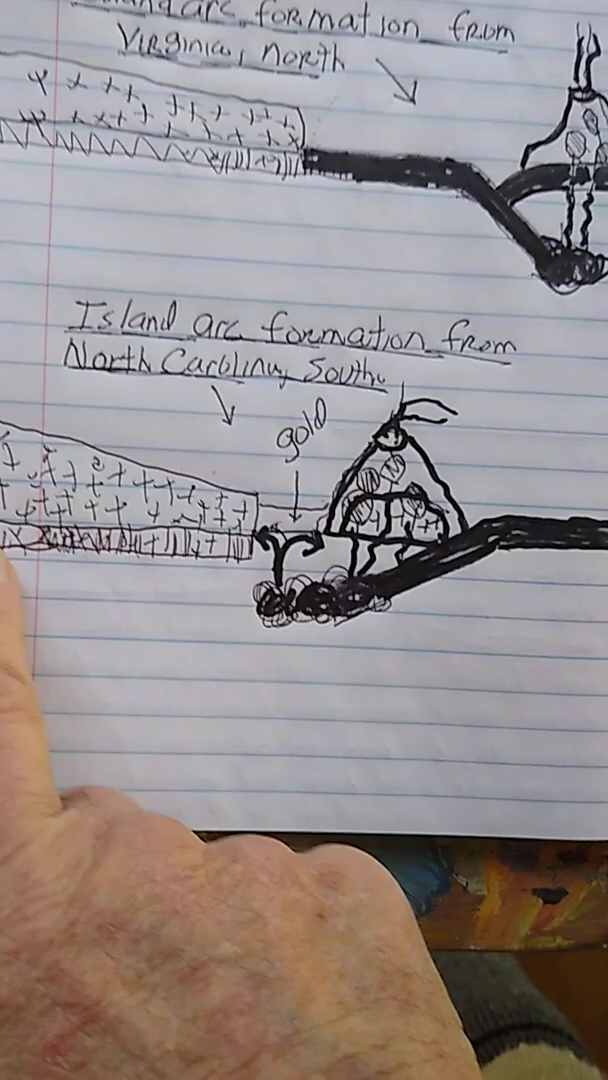 arc formation from
Virginia, North
Island arc formation from
North Carolina, South
gold